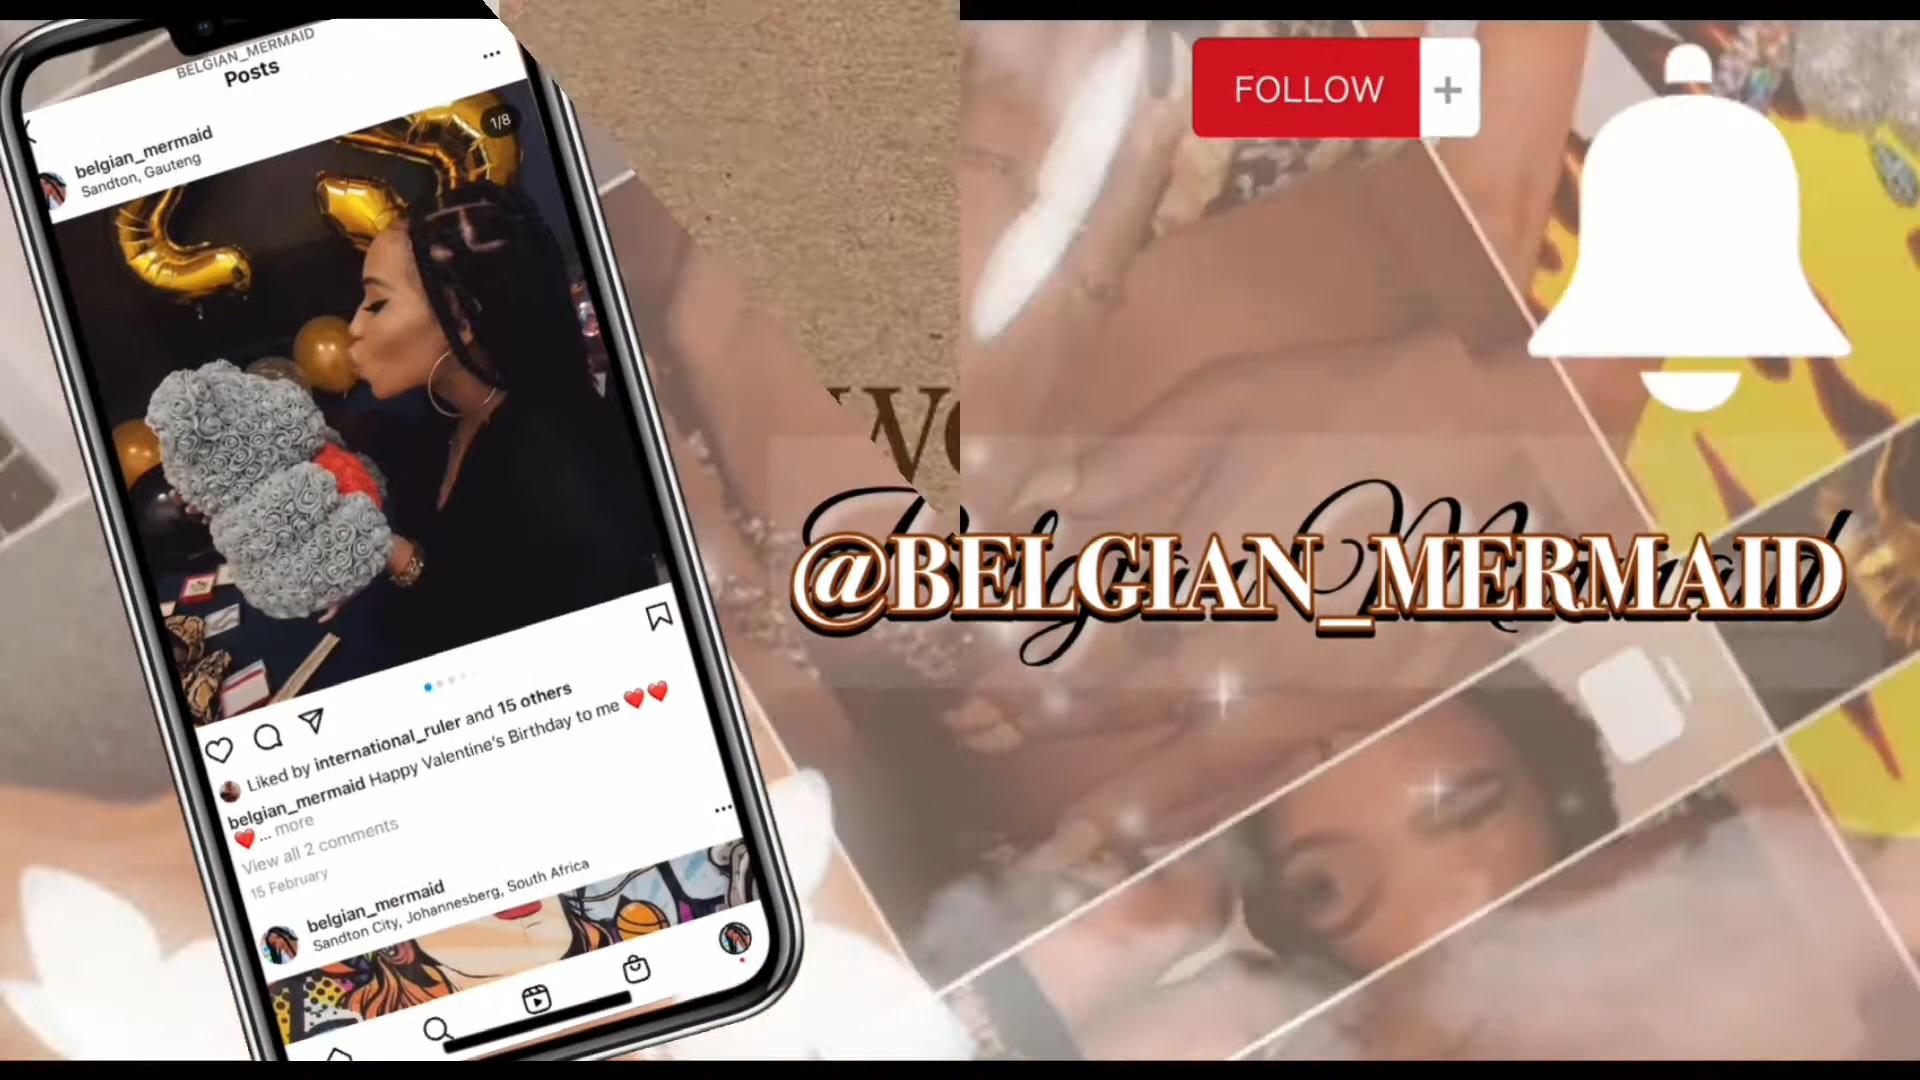 BELGIAN_MERMAID
Posts
belgian_mermaid
Sandton, Gauteng
1/8
Liked by international_ruler and 15 others
belgian_mermaid Happy Valentine's Birthday to me ❤️❤️
❤️... more
View all 2 comments
15 February
belgian_mermaid
Sandton City, Johannesberg, South Africa
FOLLOW +
@BELGIAN_MERMAID